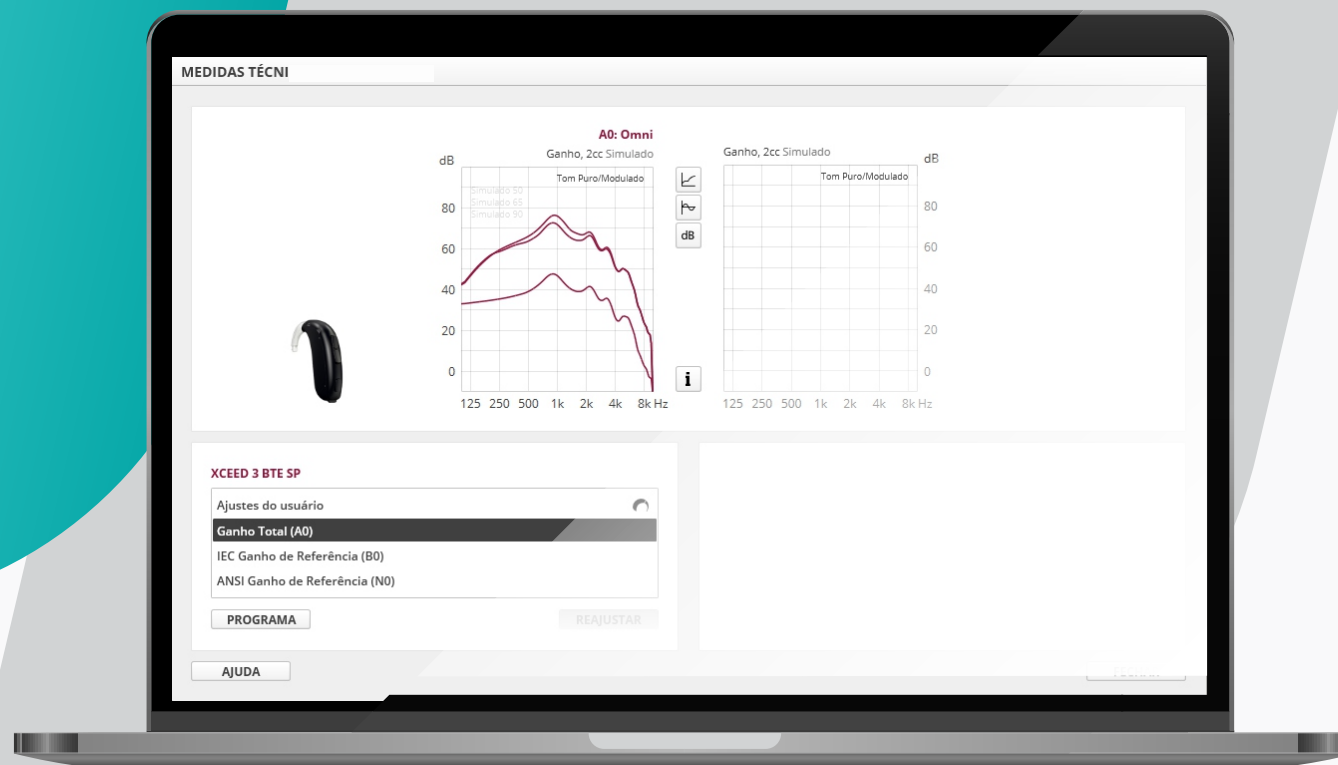 MEDIDAS TÉCNI
A0: Omni
dB
Ganho, 2cc Simulado
Tom Puro/Modulado
Simulado 50
Simulado 65
Simulado 90
80
60
40
20
0
125 250 500 1k 2k 4k 8k Hz
dB
i
Ganho, 2cc Simulado
dB
Tom Puro/Modulado
80
60
40
20
0
125 250 500 1k 2k 4k 8k Hz
XCEED 3 BTE SP
Ajustes do usuário
Ganho Total (A0)
IEC Ganho de Referência (B0)
ANSI Ganho de Referência (N0)
PROGRAMA
REAJUSTAR
AJUDA